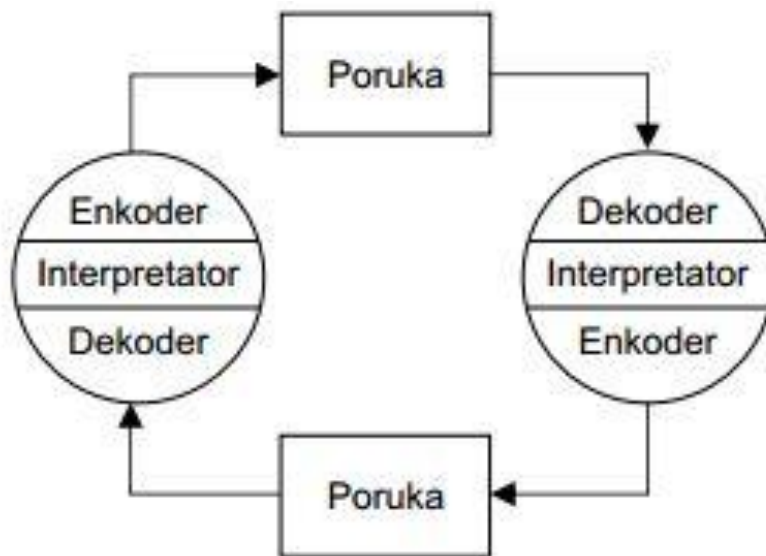 Poruka
Enkoder
Interpretator
Dekoder
Dekoder
Interpretator
Enkoder
Poruka